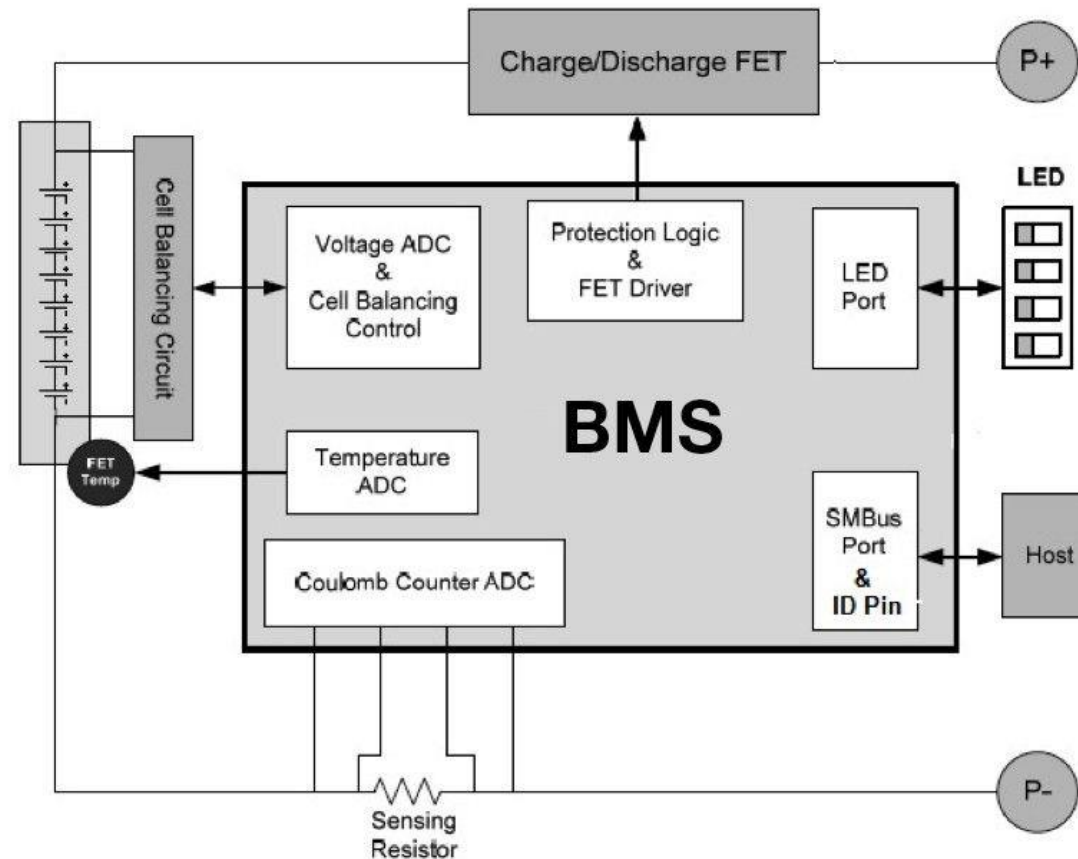 Charge/Discharge FET
P+
Cell Balancing Circuit
LED
Voltage ADC
&
Cell Balancing
Control
Protection Logic
&
FET Driver
LED
Port
BMS
FET
Temp
Temperature
ADC
SMBus
Port
&
ID Pin
Host
Coulomb Counter ADC
Sensing
Resistor
P-